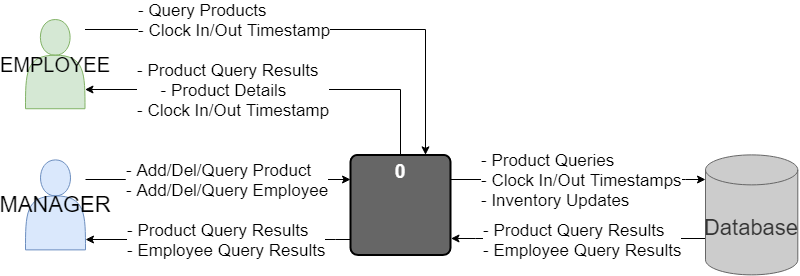 - Query Products
- Clock In/Out Timestamp
EMPLOYEE
- Product Query Results
- Product Details
- Clock In/Out Timestamp
0
- Add/Del/Query Product
- Add/Del/Query Employee
MANAGER
- Product Query Results
- Employee Query Results
- Product Queries
- Clock In/Out Timestamps
- Inventory Updates
Database
- Product Query Results
- Employee Query Results